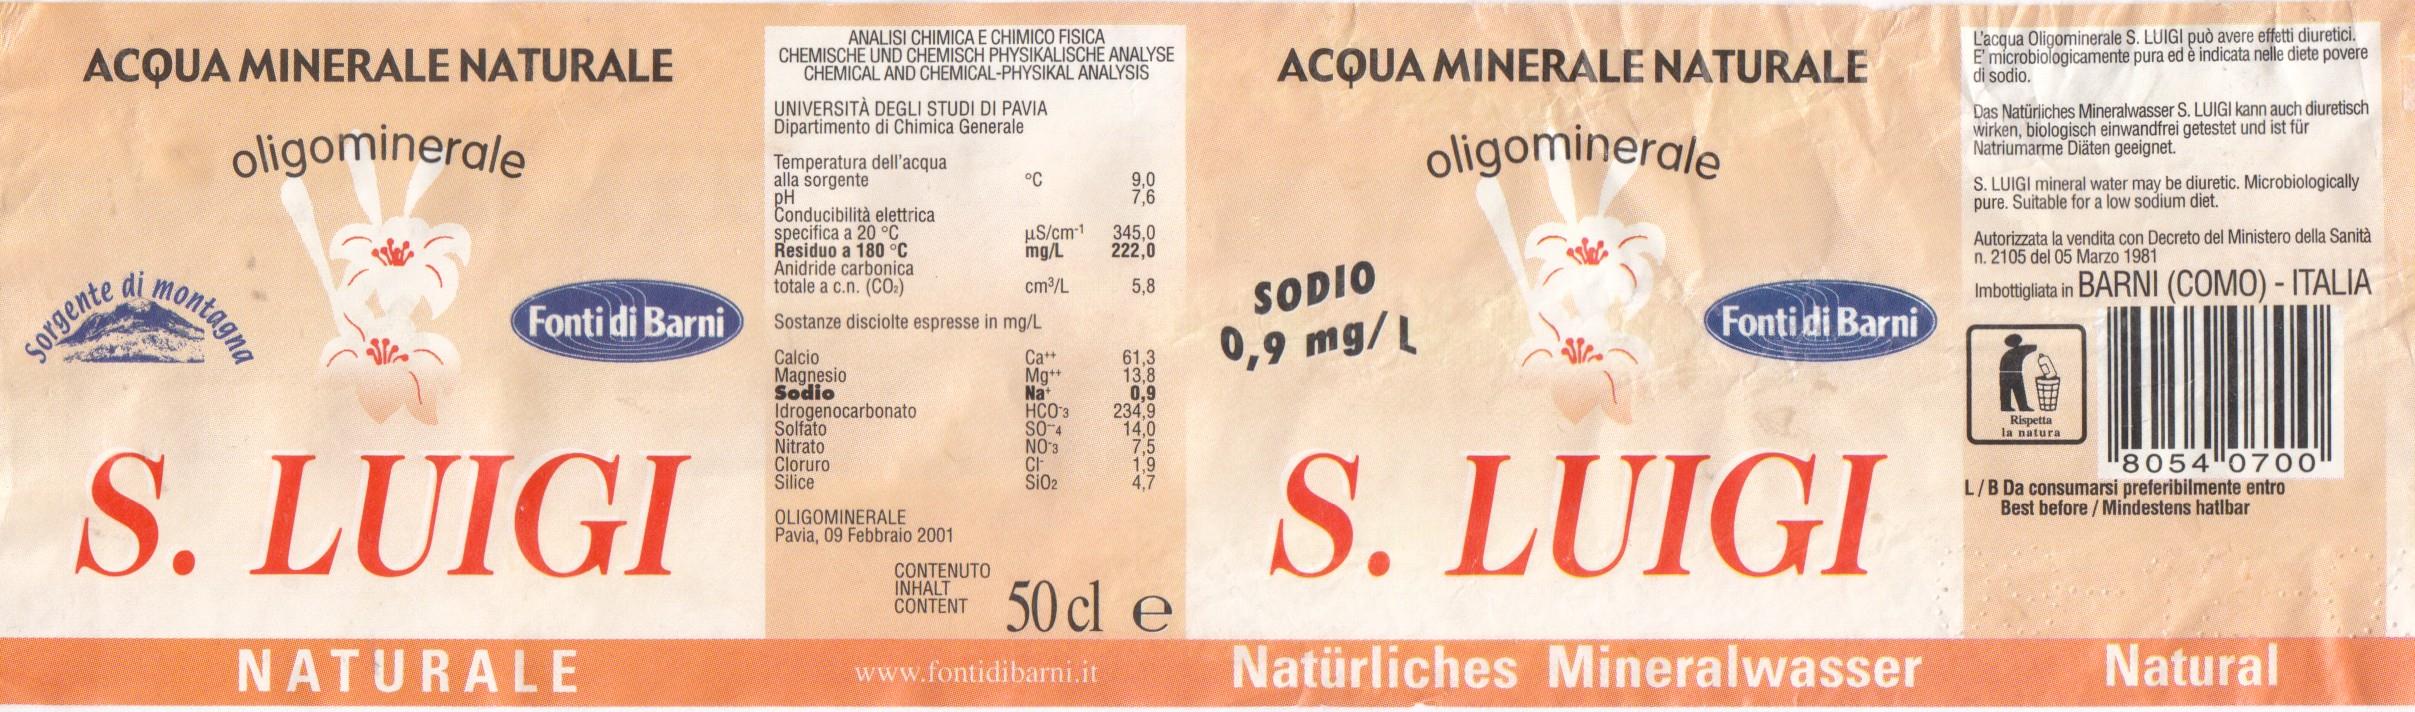 ACQUA MINERALE NATURALE
oligominerale
Sorgente di montagna
Fonti di Barni
S. LUIGI
NATURALE
ANALISI CHIMICA E CHIMICO FISICA
CHEMISCHE UND CHEMISCH PHYSIKALISCHE ANALYSE
CHEMICAL AND CHEMICAL-PHYSIKAL ANALYSIS
UNIVERSITÀ DEGLI STUDI DI PAVIA
Dipartimento di Chimica Generale
Temperatura dell'acqua
alla sorgente °C 9,0
pH 7,6
Conducibilità elettrica
specifica a 20 °C µS/cm-1 345,0
Residuo a 180 °C mg/L 222,0
Anidride carbonica
totale a c.n. (CO₂) cm³/L 5,8
Sostanze disciolte espresse in mg/L
Calcio Ca++ 61,3
Magnesio Mg++ 13,8
Sodio Na+ 0,9
Idrogenocarbonato HCO-3 234,9
Solfato SO--4 14,0
Nitrato NO-3 7,5
Cloruro Cl- 1,9
Silice SiO2 4,7
OLIGOMINERALE
Pavia, 09 Febbraio 2001
CONTENUTO
INHALT
CONTENT
50 cl e
www.fontidibarni.it
ACQUA MINERALE NATURALE
oligominerale
SODIO
0,9 mg/L
Fonti di Barni
S. LUIGI
Natürliches Mineralwasser
L'acqua Oligominerale S. LUIGI può avere effetti diuretici.
E' microbiologicamente pura ed è indicata nelle diete povere
di sodio.
Das Natürliches Mineralwasser S. LUIGI kann auch diuretisch
wirken, biologisch einwandfrei getestet und ist für
Natriumarme Diäten geeignet.
S. LUIGI mineral water may be diuretic. Microbiologically
pure. Suitable for a low sodium diet.
Autorizzata la vendita con Decreto del Ministero della Sanità
n. 2105 del 05 Marzo 1981
Imbottigliata in BARNI (COMO) - ITALIA
Rispetta
la natura
8054 0700
L / B Da consumarsi preferibilmente entro
Best before / Mindestens hatlbar
Natural